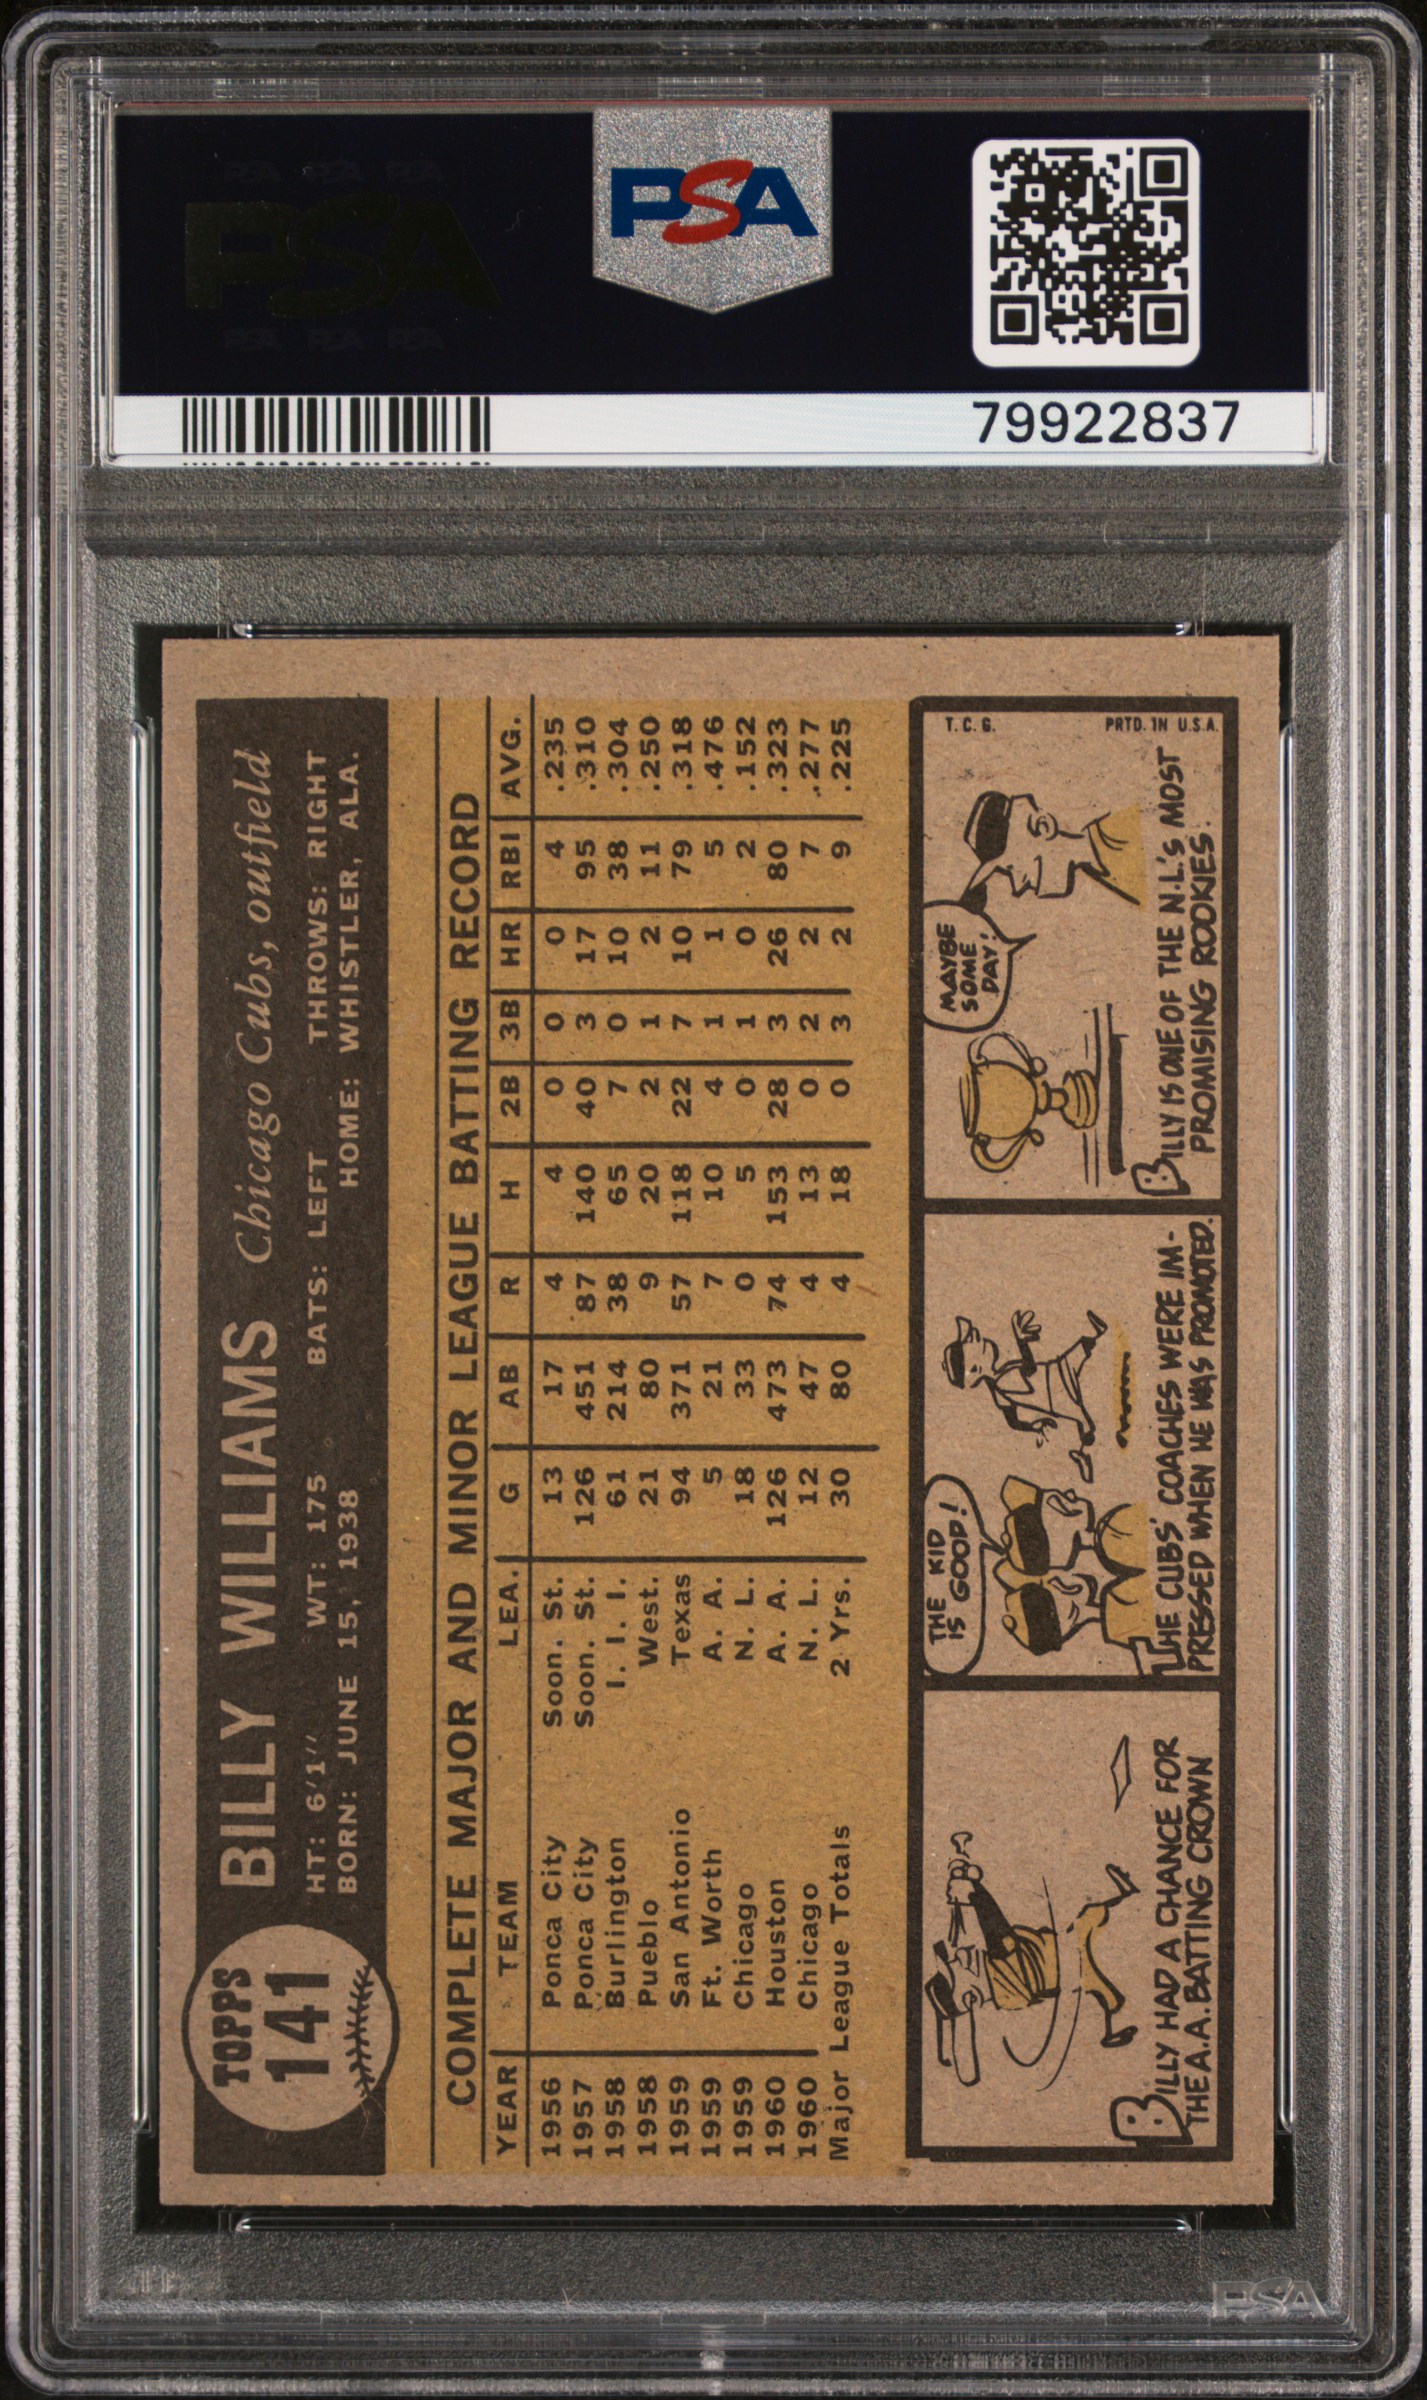 PSA PSA PSA
PSA
PSA PSA PSA
PSA
79922837
TOPPS
141
BILLY WILLIAMS Chicago Cubs, outfield
HT: 6'1" WT: 175 BATS: LEFT THROWS: RIGHT
BORN: JUNE 15, 1938 HOME: WHISTLER, ALA.
COMPLETE MAJOR AND MINOR LEAGUE BATTING RECORD
YEAR TEAM LEA. G AB R H 2B 3B HR RBI AVG.
1956 Ponca City Soon. St. 13 17 4 4 0 0 0 4 .235
1957 Ponca City Soon. St. 126 451 87 140 40 3 17 95 .310
1958 Burlington I. I. I. 61 214 38 65 7 0 10 38 .304
1958 Pueblo West. 21 80 9 20 2 1 2 11 .250
1959 San Antonio Texas 94 371 57 118 22 7 10 79 .318
1959 Ft. Worth A. A. 5 21 7 10 4 1 1 5 .476
1959 Chicago N. L. 18 33 0 5 0 1 0 2 .152
1960 Houston A. A. 126 473 74 153 28 3 26 80 .323
1960 Chicago N. L. 12 47 4 13 0 2 2 7 .277
Major League Totals 2 Yrs. 30 80 4 18 0 3 2 9 .225
BILLY HAD A CHANCE FOR
THE A.A. BATTING CROWN
THE KID
IS GOOD!
THE CUBS' COACHES WERE IM-
PRESSED WHEN HE WAS PROMOTED.
MAYBE
SOME
DAY!
T. C. G.
PRTD. IN U.S.A.
BILLY IS ONE OF THE N.L.'S MOST
PROMISING ROOKIES.
PSA